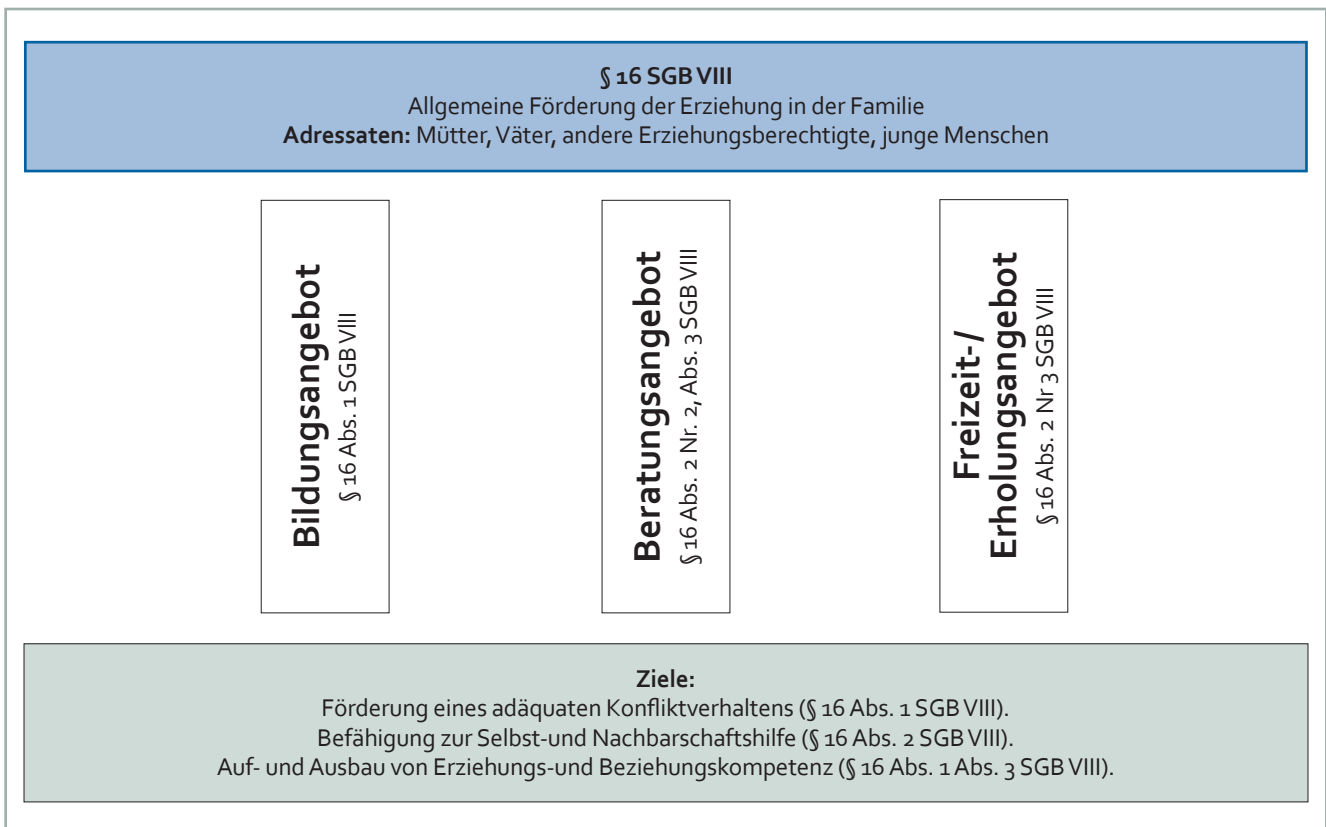 § 16 SGB VIII
Allgemeine Förderung der Erziehung in der Familie
Adressaten: Mütter, Väter, andere Erziehungsberechtigte, junge Menschen
Bildungsangebot
§ 16 Abs. 1 SGB VIII
Beratungsangebot
§ 16 Abs. 2 Nr. 2, Abs. 3 SGB VIII
Freizeit-/
Erholungsangebot
§ 16 Abs. 2 Nr 3 SGB VIII
Ziele:
Förderung eines adäquaten Konfliktverhaltens (§ 16 Abs. 1 SGB VIII).
Befähigung zur Selbst-und Nachbarschaftshilfe (§ 16 Abs. 2 SGB VIII).
Auf- und Ausbau von Erziehungs-und Beziehungskompetenz (§ 16 Abs. 1 Abs. 3 SGB VIII).